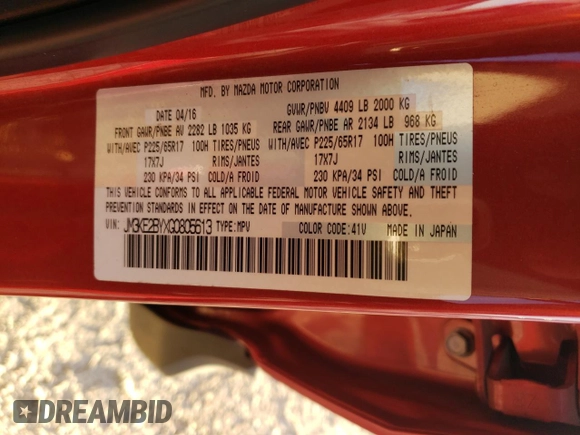 MFD. BY MAZDA MOTOR CORPORATION
DATE 04/16 GVWR/PNBV 4409 LB 2000 KG
FRONT GAWR/PNBE AV 2282 LB 1035 KG REAR GAWR/PNBE AR 2134 LB 968 KG
WITH/AVEC P225/65R17 100H TIRES/PNEUS WITH/AVEC P225/65R17 100H TIRES/PNEUS
17X7J RIMS/JANTES 17X7J RIMS/JANTES
230 KPA/34 PSI COLD/A FROID 230 KPA/34 PSI COLD/A FROID
THIS VEHICLE CONFORMS TO ALL APPLICABLE FEDERAL MOTOR VEHICLE SAFETY AND THEFT
PREVENTION STANDARDS IN EFFECT ON THE DATE OF MANUFACTURE SHOWN ABOVE.
VIN: JM3KE2BYXG0805613 TYPE:MPV COLOR CODE:41V MADE IN JAPAN
DREAMBID